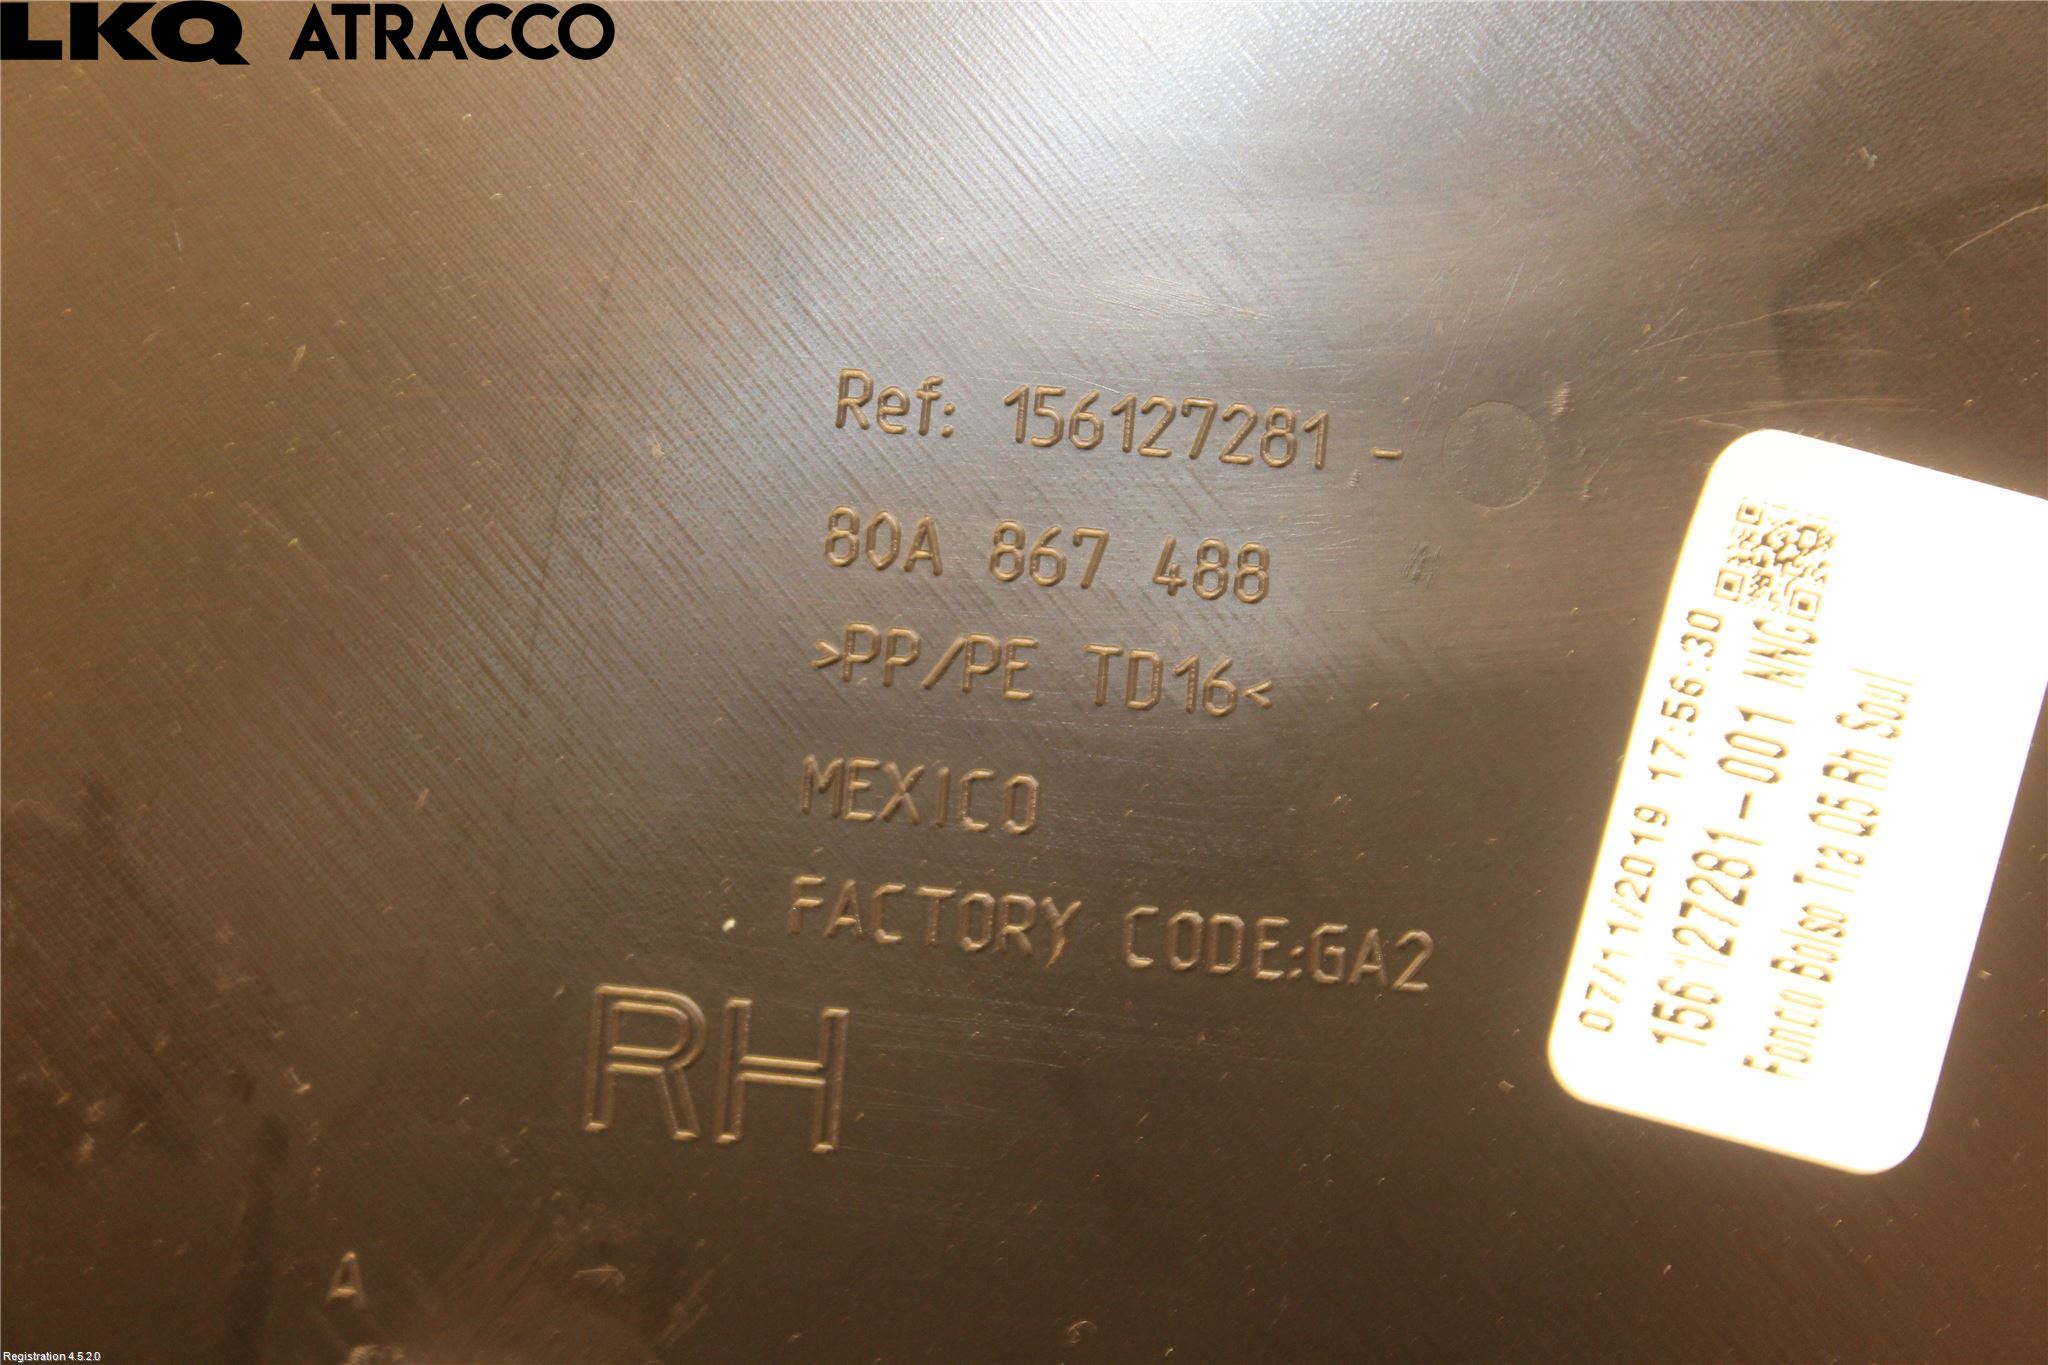 LKQ ATRACCO
Ref: 156127281 -
80A 867 488
>PP/PE TD16<
MEXICO
FACTORY CODE:GA2
RH
A
07/11/2019 17:56:30
156127281-001 NNG
Bolso Tra Q5 Rh Soul
Registration 4.5.2.0